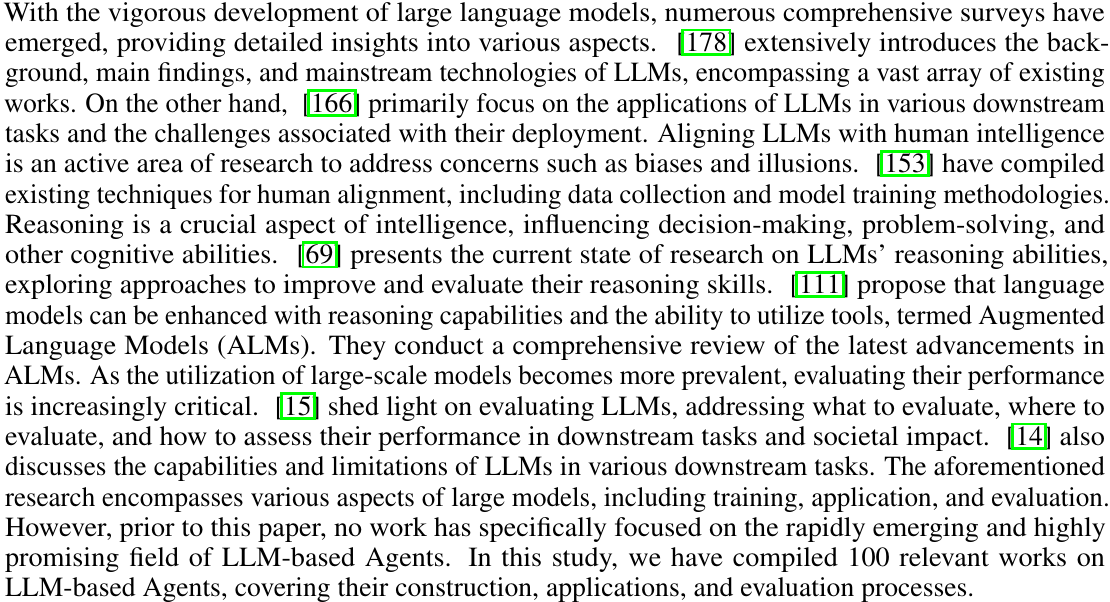 With the vigorous development of large language models, numerous comprehensive surveys have
emerged, providing detailed insights into various aspects. [178] extensively introduces the back-
ground, main findings, and mainstream technologies of LLMs, encompassing a vast array of existing
works. On the other hand, [166] primarily focus on the applications of LLMs in various downstream
tasks and the challenges associated with their deployment. Aligning LLMs with human intelligence
is an active area of research to address concerns such as biases and illusions. [153] have compiled
existing techniques for human alignment, including data collection and model training methodologies.
Reasoning is a crucial aspect of intelligence, influencing decision-making, problem-solving, and
other cognitive abilities. [69] presents the current state of research on LLMs' reasoning abilities,
exploring approaches to improve and evaluate their reasoning skills. [111] propose that language
models can be enhanced with reasoning capabilities and the ability to utilize tools, termed Augmented
Language Models (ALMs). They conduct a comprehensive review of the latest advancements in
ALMs. As the utilization of large-scale models becomes more prevalent, evaluating their performance
is increasingly critical. [15] shed light on evaluating LLMs, addressing what to evaluate, where to
evaluate, and how to assess their performance in downstream tasks and societal impact. [14] also
discusses the capabilities and limitations of LLMs in various downstream tasks. The aforementioned
research encompasses various aspects of large models, including training, application, and evaluation.
However, prior to this paper, no work has specifically focused on the rapidly emerging and highly
promising field of LLM-based Agents. In this study, we have compiled 100 relevant works on
LLM-based Agents, covering their construction, applications, and evaluation processes.